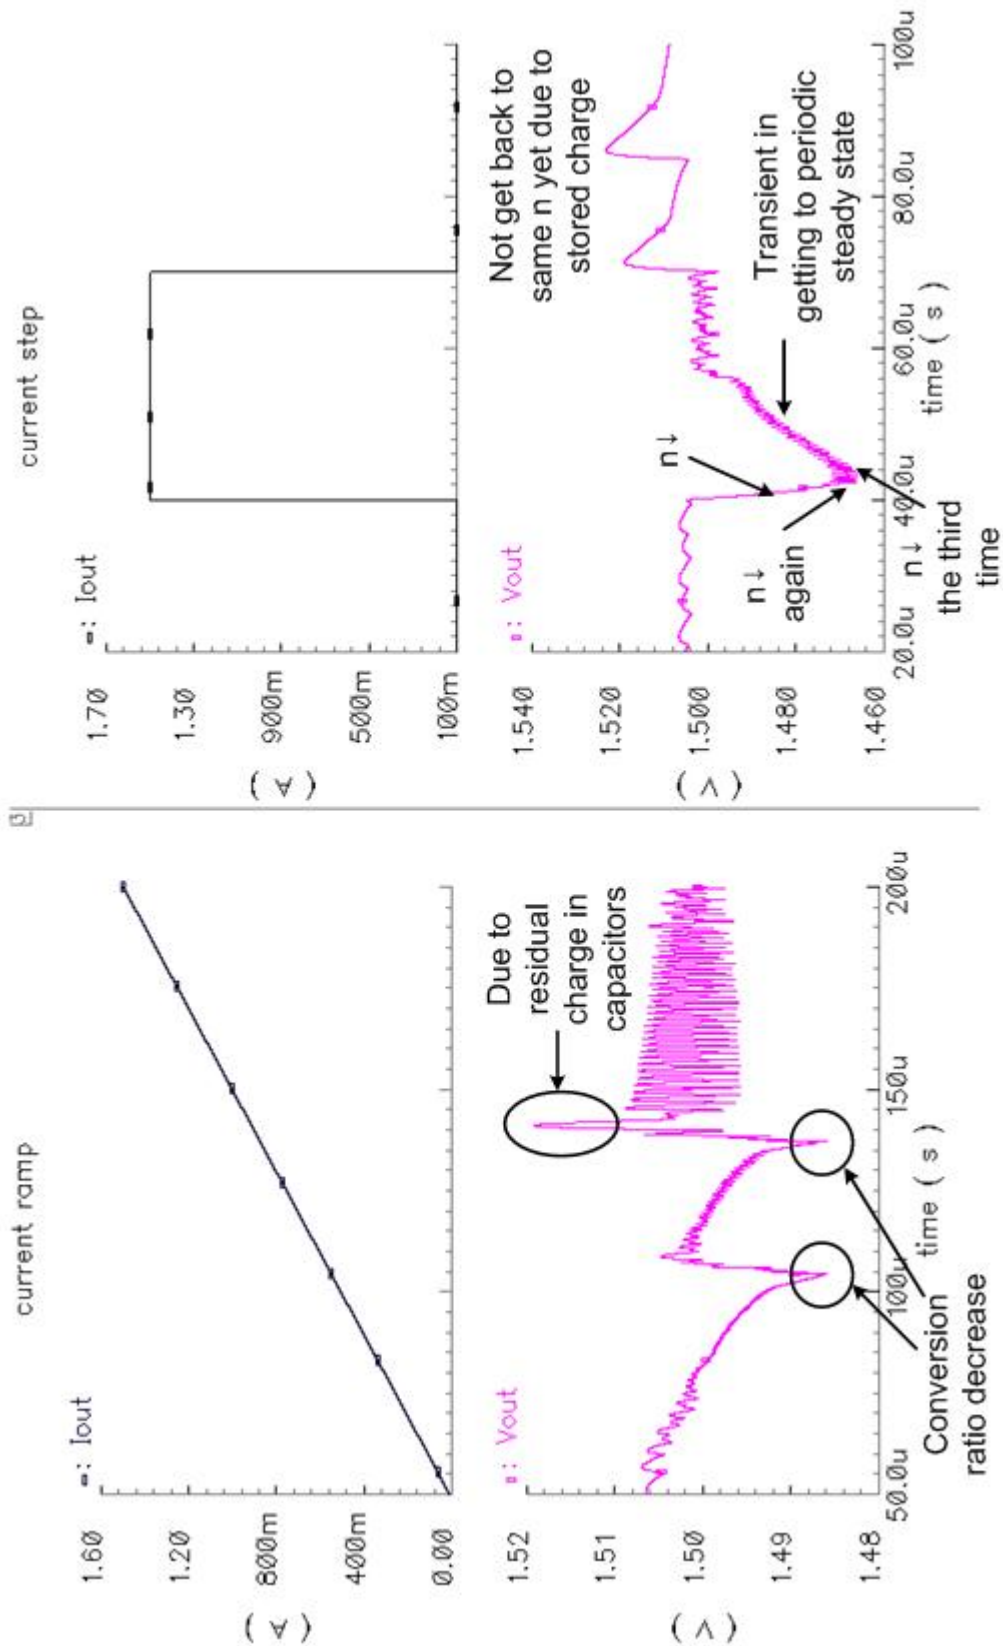 current ramp
▫: Iout
1.60
1.20
800m
400m
0.00
( A )
▫: Vout
1.52
1.51
1.50
1.49
1.48
( V )
50.0u
100u
150u
200u
time ( s )
Due to
residual
charge in
capacitors
Conversion
ratio decrease
current step
▫: Iout
1.70
1.30
900m
500m
100m
( A )
▫: Vout
1.540
1.520
1.500
1.480
1.460
( V )
20.0u
40.0u
60.0u
80.0u
100u
time ( s )
Not get back to
same n yet due to
stored charge
n↓
n↓
again
n↓
the third
time
Transient in
getting to periodic
steady state